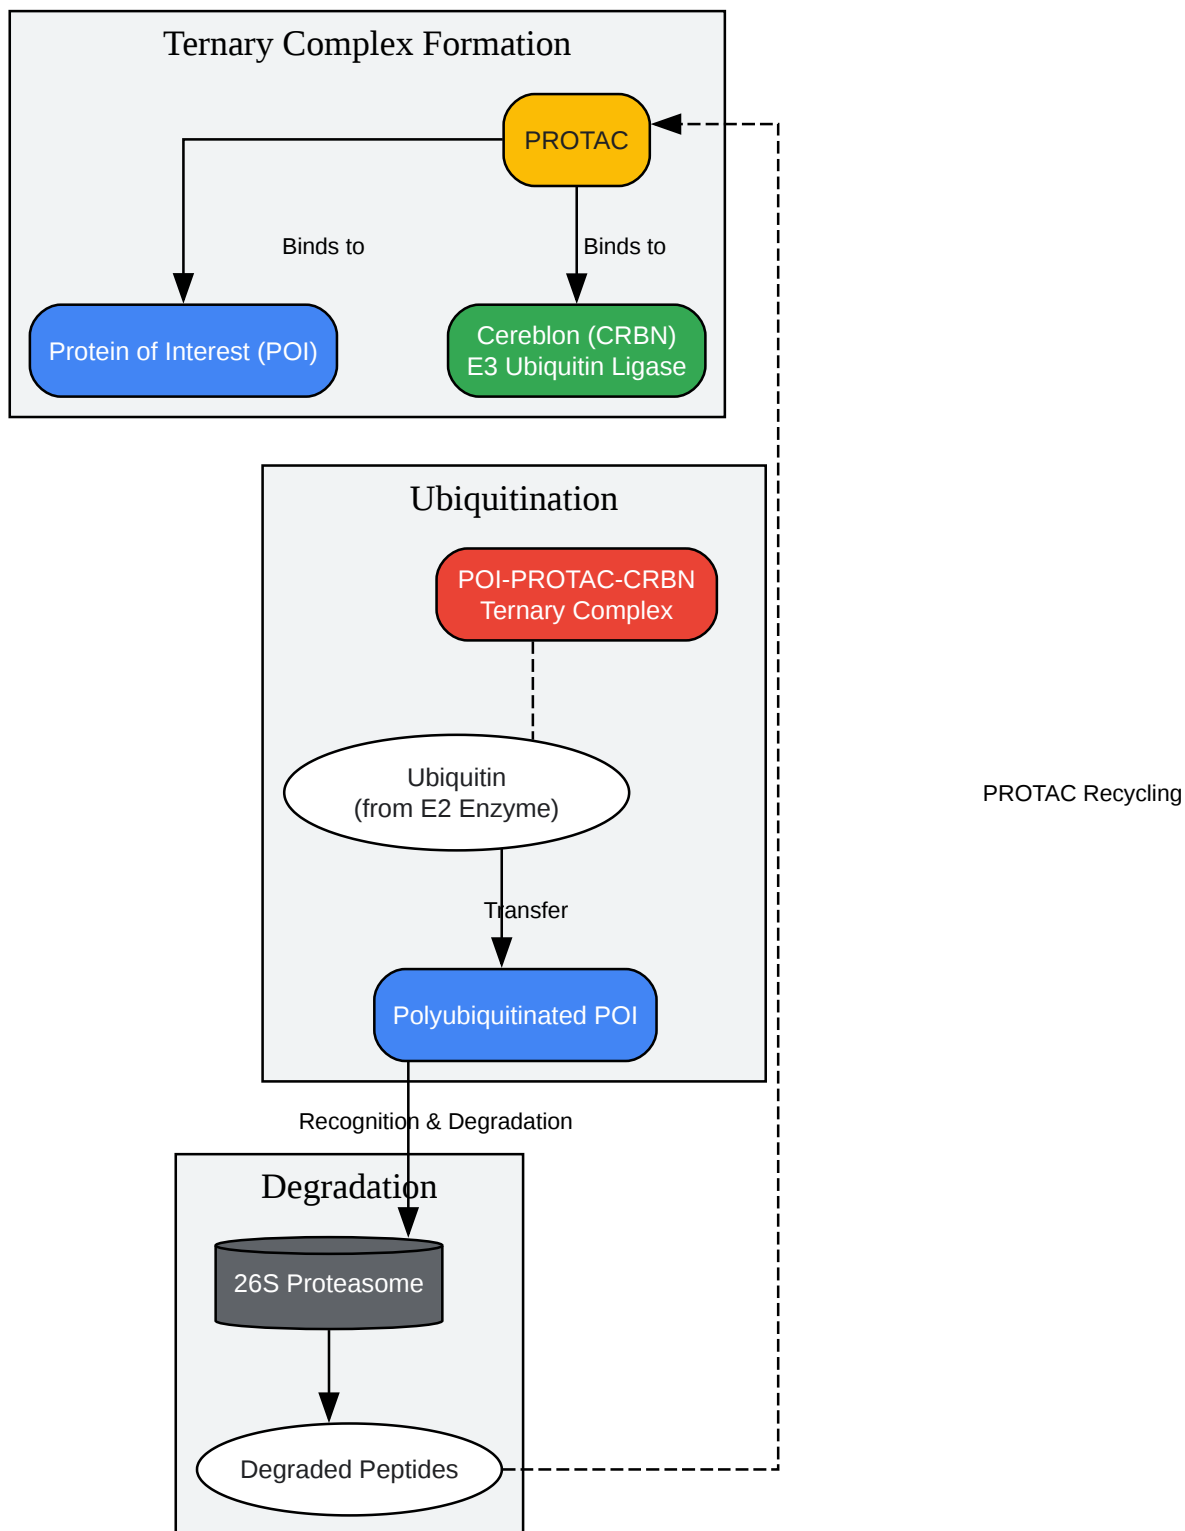 Ternary Complex Formation
PROTAC
Binds to
Binds to
Protein of Interest (POI)
Cereblon (CRBN)
E3 Ubiquitin Ligase
Ubiquitination
POI-PROTAC-CRBN
Ternary Complex
Ubiquitin
(from E2 Enzyme)
PROTAC Recycling
Transfer
Polyubiquitinated POI
Recognition & Degradation
Degradation
26S Proteasome
Degraded Peptides